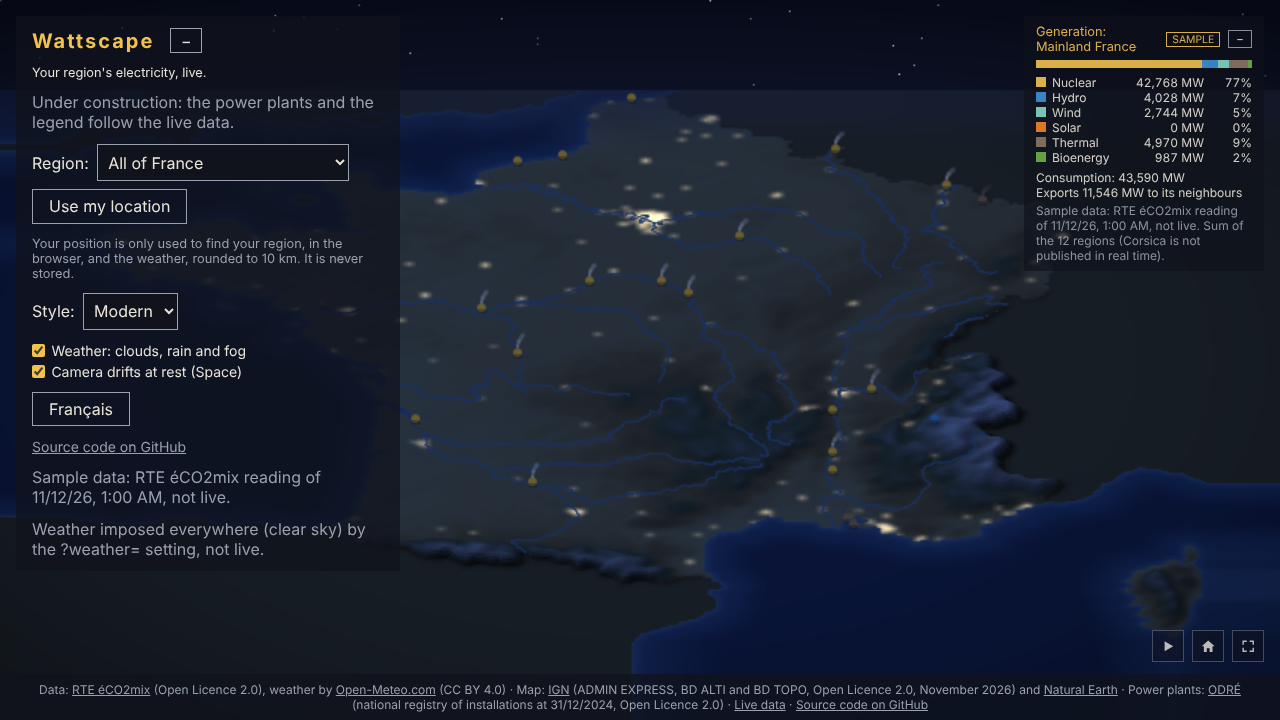 Wattscape
–
Your region's electricity, live.
Under construction: the power plants and the
legend follow the live data.
Region: All of France
Use my location
Your position is only used to find your region, in the
browser, and the weather, rounded to 10 km. It is never
stored.
Style: Modern
Weather: clouds, rain and fog
Camera drifts at rest (Space)
Français
Source code on GitHub
Sample data: RTE éCO2mix reading of
11/12/26, 1:00 AM, not live.
Weather imposed everywhere (clear sky) by
the ?weather= setting, not live.
Generation:
Mainland France
SAMPLE
–
Nuclear 42,768 MW 77%
Hydro 4,028 MW 7%
Wind 2,744 MW 5%
Solar 0 MW 0%
Thermal 4,970 MW 9%
Bioenergy 987 MW 2%
Consumption: 43,590 MW
Exports 11,546 MW to its neighbours
Sample data: RTE éCO2mix reading
of 11/12/26, 1:00 AM, not live. Sum of
the 12 regions (Corsica is not
published in real time).
Data: RTE éCO2mix (Open Licence 2.0), weather by Open-Meteo.com (CC BY 4.0) · Map: IGN (ADMIN EXPRESS, BD ALTI and BD TOPO, Open Licence 2.0, November 2026) and Natural Earth · Power plants: ODRÉ
(national registry of installations at 31/12/2024, Open Licence 2.0) · Live data · Source code on GitHub